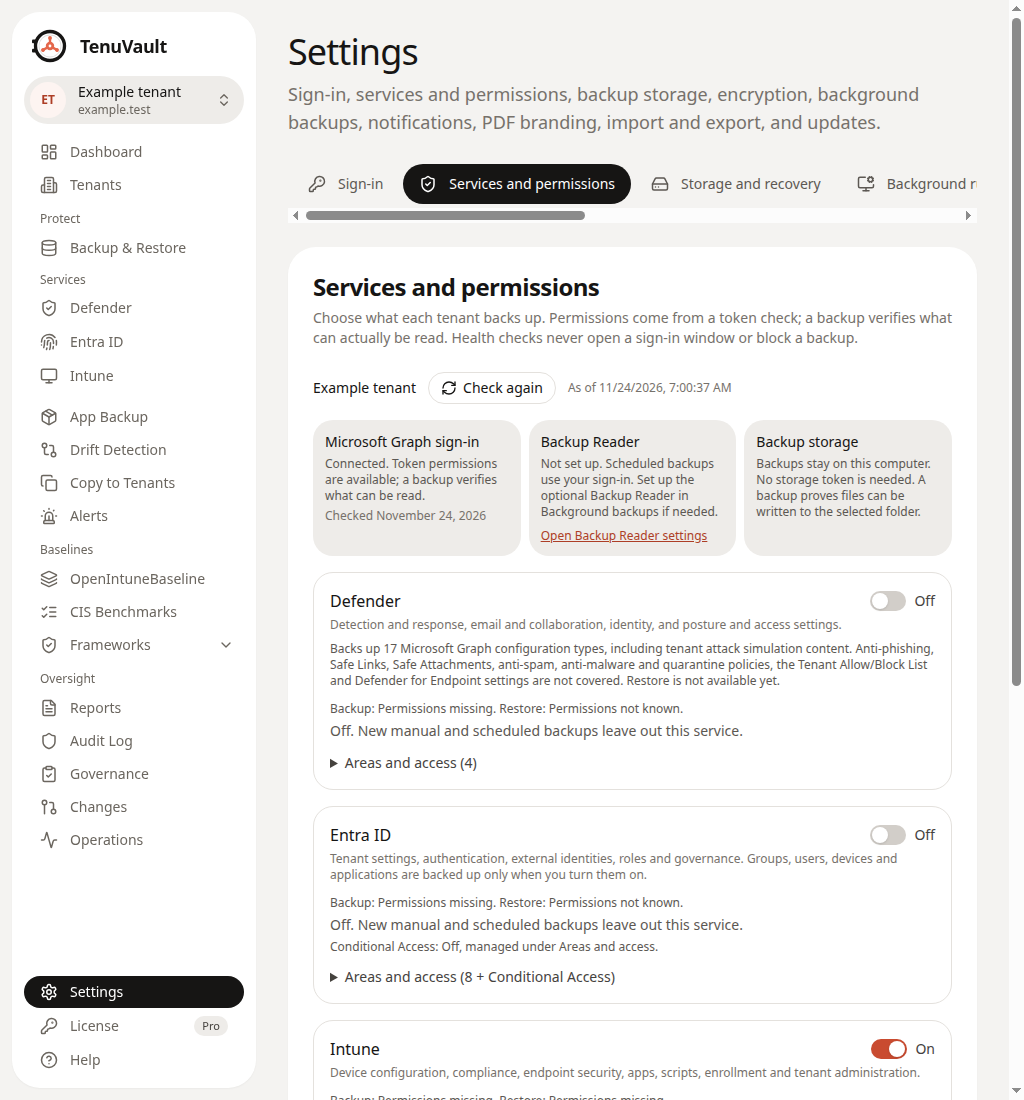 TenuVault
ET
Example tenant
example.test
Dashboard
Tenants
Protect
Backup & Restore
Services
Defender
Entra ID
Intune
App Backup
Drift Detection
Copy to Tenants
Alerts
Baselines
OpenIntuneBaseline
CIS Benchmarks
Frameworks
Oversight
Reports
Audit Log
Governance
Changes
Operations
Settings
License
Pro
Help
Settings
Sign-in, services and permissions, backup storage, encryption, background
backups, notifications, PDF branding, import and export, and updates.
Sign-in
Services and permissions
Storage and recovery
Background r
Services and permissions
Choose what each tenant backs up. Permissions come from a token check; a backup verifies what
can actually be read. Health checks never open a sign-in window or block a backup.
Example tenant
Check again
As of 11/24/2026, 7:00:37 AM
Microsoft Graph sign-in
Connected. Token permissions
are available; a backup verifies
what can be read.
Checked November 24, 2026
Backup Reader
Not set up. Scheduled backups
use your sign-in. Set up the
optional Backup Reader in
Background backups if needed.
Open Backup Reader settings
Backup storage
Backups stay on this computer.
No storage token is needed. A
backup proves files can be
written to the selected folder.
Defender
Off
Detection and response, email and collaboration, identity, and posture and access settings.
Backs up 17 Microsoft Graph configuration types, including tenant attack simulation content. Anti-phishing,
Safe Links, Safe Attachments, anti-spam, anti-malware and quarantine policies, the Tenant Allow/Block List
and Defender for Endpoint settings are not covered. Restore is not available yet.
Backup: Permissions missing. Restore: Permissions not known.
Off. New manual and scheduled backups leave out this service.
Areas and access (4)
Entra ID
Off
Tenant settings, authentication, external identities, roles and governance. Groups, users, devices and
applications are backed up only when you turn them on.
Backup: Permissions missing. Restore: Permissions not known.
Off. New manual and scheduled backups leave out this service.
Conditional Access: Off, managed under Areas and access.
Areas and access (8 + Conditional Access)
Intune
On
Device configuration, compliance, endpoint security, apps, scripts, enrollment and tenant administration.
Backup: Permissions missing. Restore: Permissions missing.